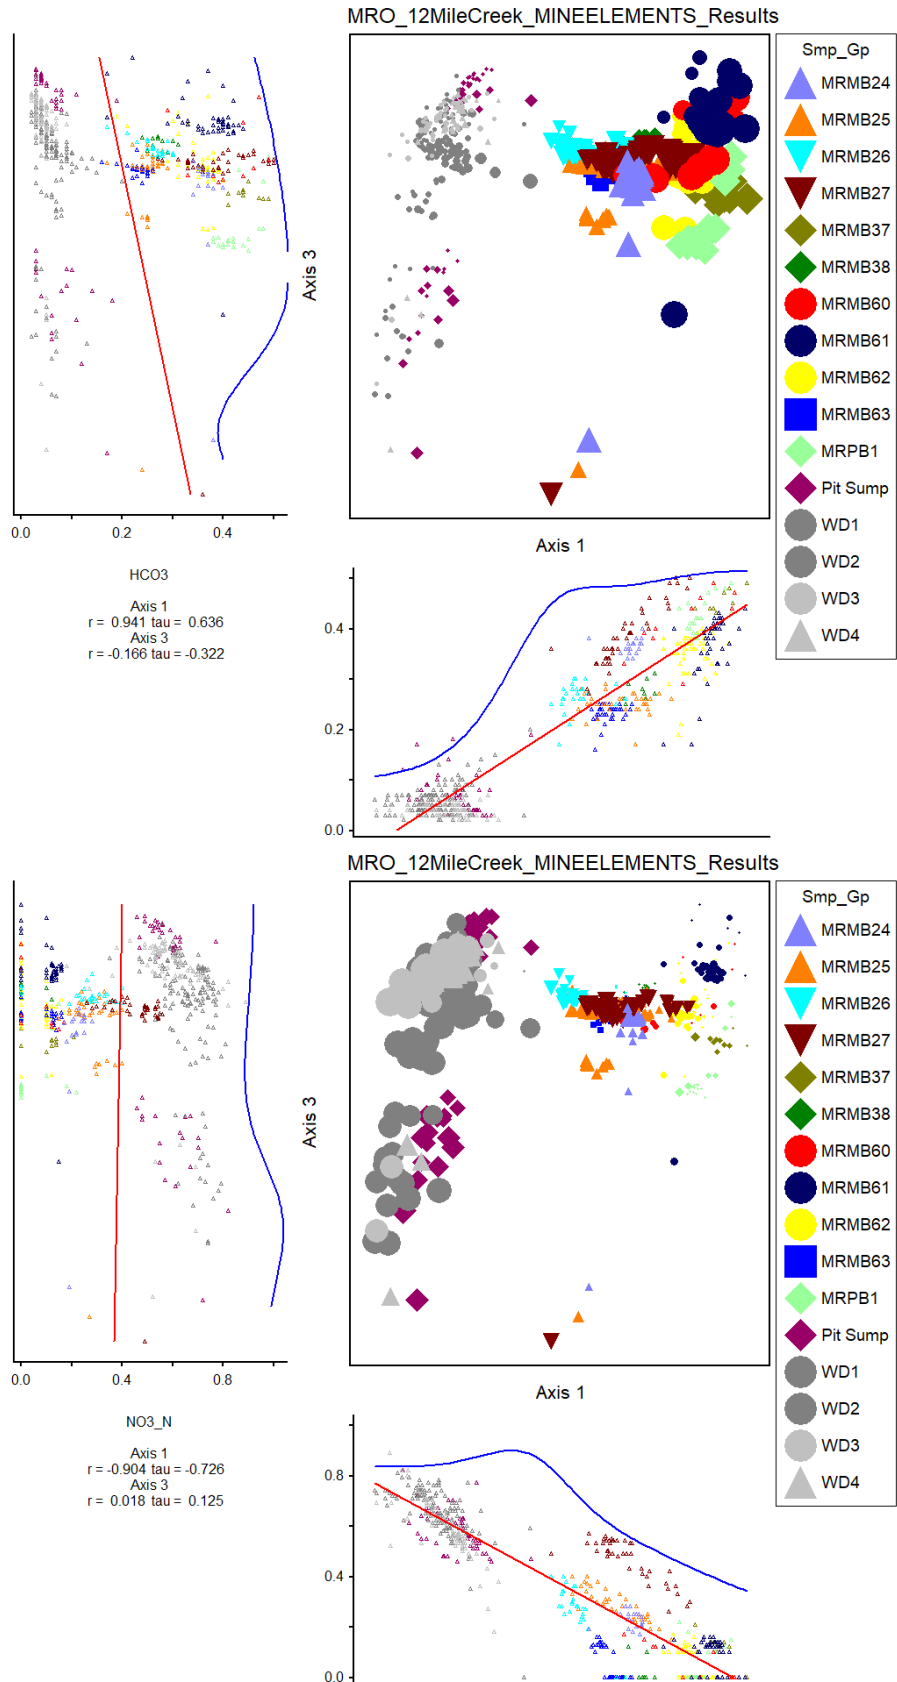 MRO_12MileCreek_MINEELEMENTS_Results
Smp_Gp
MRMB24
MRMB25
MRMB26
MRMB27
MRMB37
MRMB38
MRMB60
MRMB61
MRMB62
MRMB63
MRPB1
Pit Sump
WD1
WD2
WD3
WD4
Axis 3
0.0 0.2 0.4
Axis 1
HCO3
Axis 1
r = 0.941 tau = 0.636
Axis 3
r = -0.166 tau = -0.322
0.4
0.2
0.0
MRO_12MileCreek_MINEELEMENTS_Results
Smp_Gp
MRMB24
MRMB25
MRMB26
MRMB27
MRMB37
MRMB38
MRMB60
MRMB61
MRMB62
MRMB63
MRPB1
Pit Sump
WD1
WD2
WD3
WD4
Axis 3
0.0 0.4 0.8
Axis 1
NO3_N
Axis 1
r = -0.904 tau = -0.726
Axis 3
r = 0.018 tau = 0.125
0.8
0.4
0.0